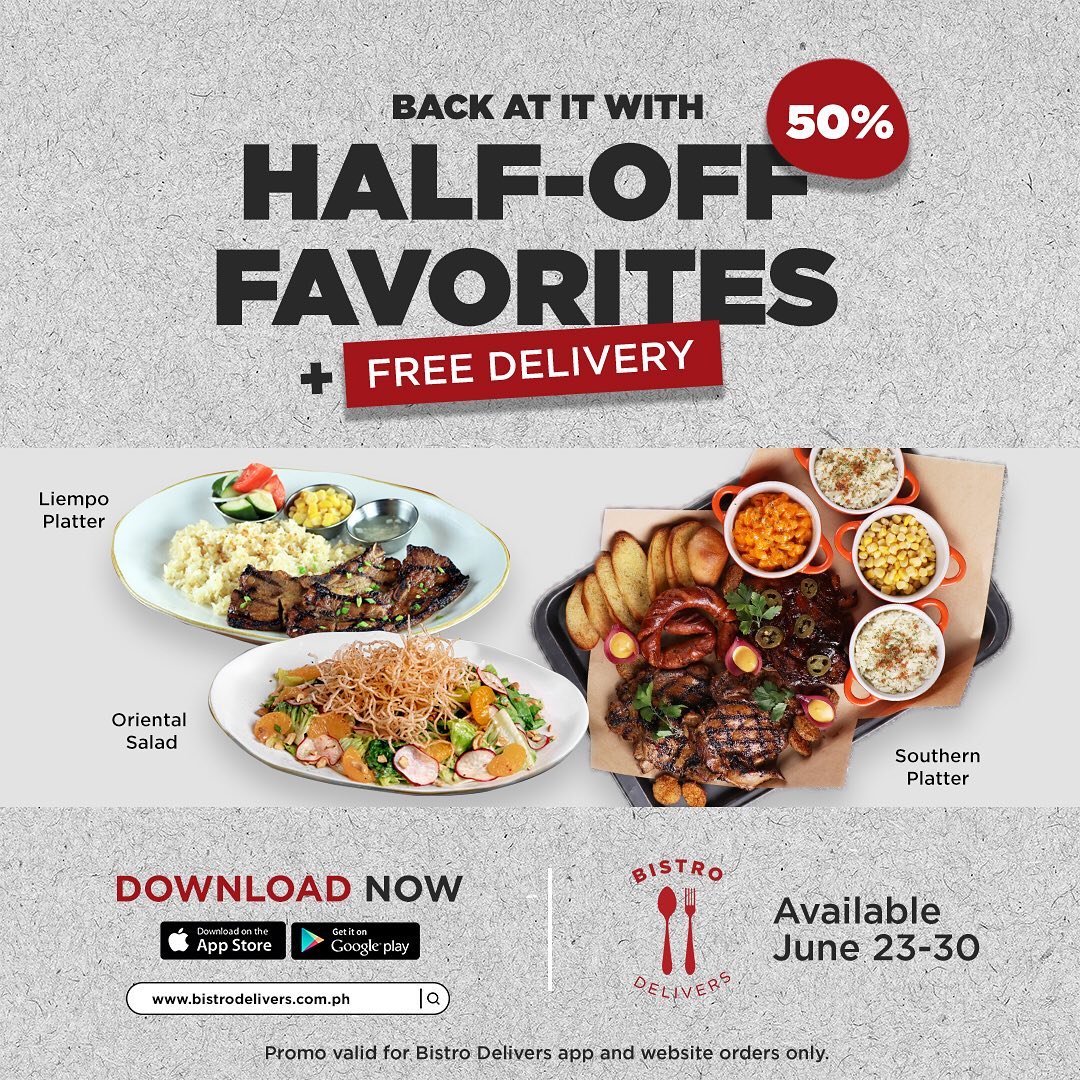 BACK AT IT WITH
50%
HALF-OFF
FAVORITES
+ FREE DELIVERY
Liempo
Platter
Oriental
Salad
Southern
Platter
DOWNLOAD NOW
Download on the
App Store
Get it on
Google play
www.bistrodelivers.com.ph
BISTRO
DELIVERS
Available
June 23-30
Promo valid for Bistro Delivers app and website orders only.